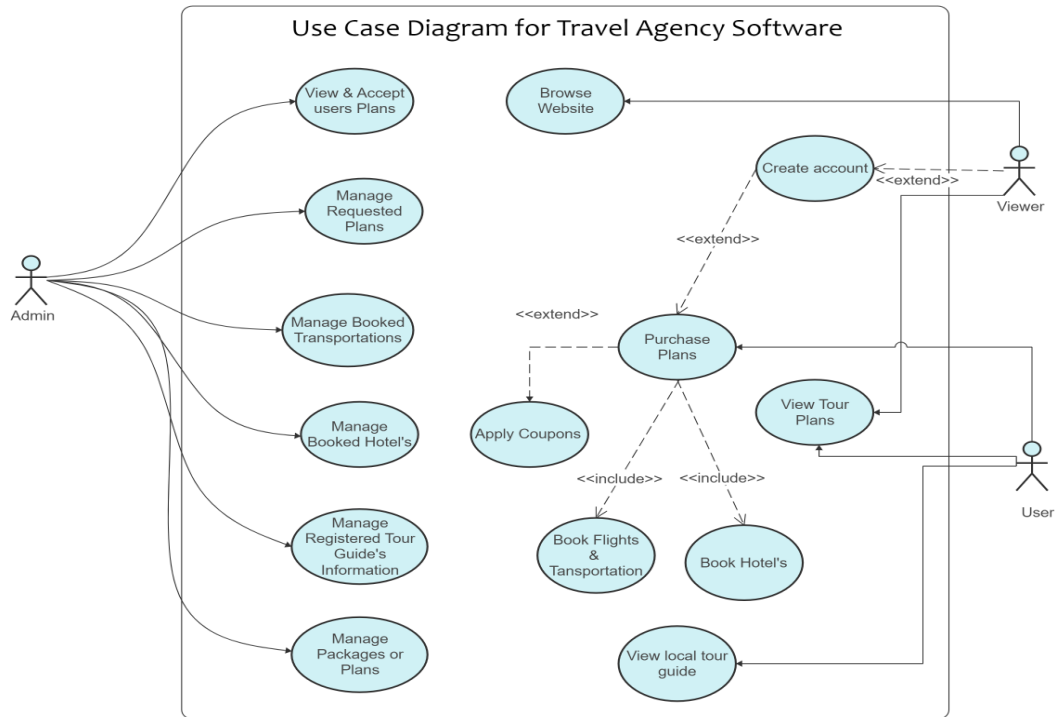 Use Case Diagram for Travel Agency Software
View & Accept
users Plans
Browse
Website
Create account
<<extend>>
Viewer
Manage
Requested
Plans
<<extend>>
Admin
Manage Booked
Transportations
<<extend>>
Purchase
Plans
View Tour
Plans
Manage
Booked Hotel's
Apply Coupons
<<include>>
<<include>>
User
Manage
Registered Tour
Guide's
Information
Book Flights
&
Tansportation
Book Hotel's
Manage
Packages or
Plans
View local tour
guide